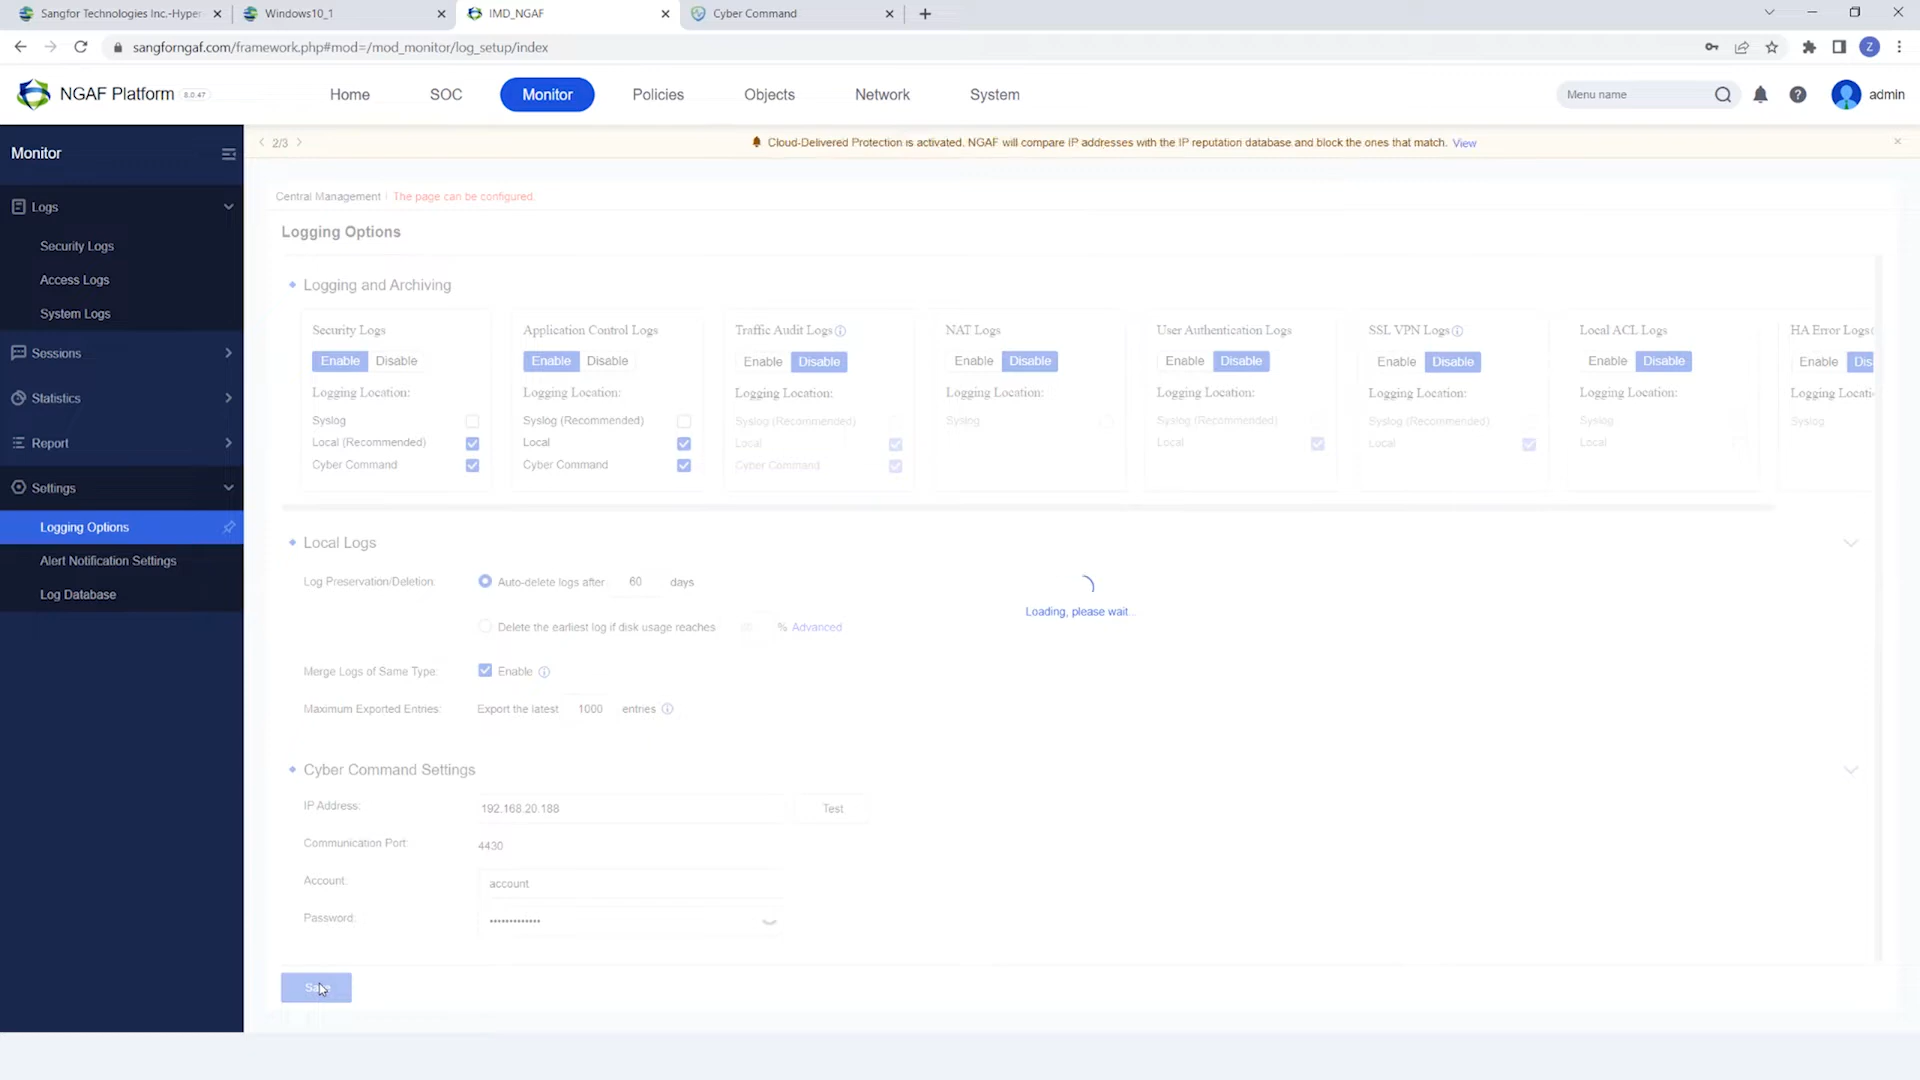 Sangfor Technologies Inc.-Hyper
Windows10_1
IMD_NGAF
Cyber Command
sangforngaf.com/framework.php#mod=/mod_monitor/log_setup/index
Z
NGAF Platform 8.0.47
Home
SOC
Monitor
Policies
Objects
Network
System
Menu name
admin
Monitor
2/3
Cloud-Delivered Protection is activated. NGAF will compare IP addresses with the IP reputation database and block the ones that match. View
Logs
Security Logs
Access Logs
System Logs
Sessions
Statistics
Report
Settings
Logging Options
Alert Notification Settings
Log Database
Central Management | The page can be configured.
Logging Options
Logging and Archiving
Security Logs
Enable Disable
Logging Location:
Syslog
Local (Recommended)
Cyber Command
Application Control Logs
Enable Disable
Logging Location:
Syslog (Recommended)
Local
Cyber Command
Traffic Audit Logs
Enable Disable
Logging Location:
Syslog (Recommended)
Local
Cyber Command
NAT Logs
Enable Disable
Logging Location:
Syslog
User Authentication Logs
Enable Disable
Logging Location:
Syslog (Recommended)
Local
SSL VPN Logs
Enable Disable
Logging Location:
Syslog (Recommended)
Local
Local ACL Logs
Enable Disable
Logging Location:
Syslog
Local
HA Error Logs
Enable Dis
Logging Locati
Syslog
Local Logs
Log Preservation/Deletion:
Auto-delete logs after 60 days
Delete the earliest log if disk usage reaches % Advanced
Merge Logs of Same Type:
Enable
Maximum Exported Entries:
Export the latest 1000 entries
Loading, please wait...
Cyber Command Settings
IP Address:
192.168.20.188
Test
Communication Port:
4430
Account:
account
Password:
•••••••••••••